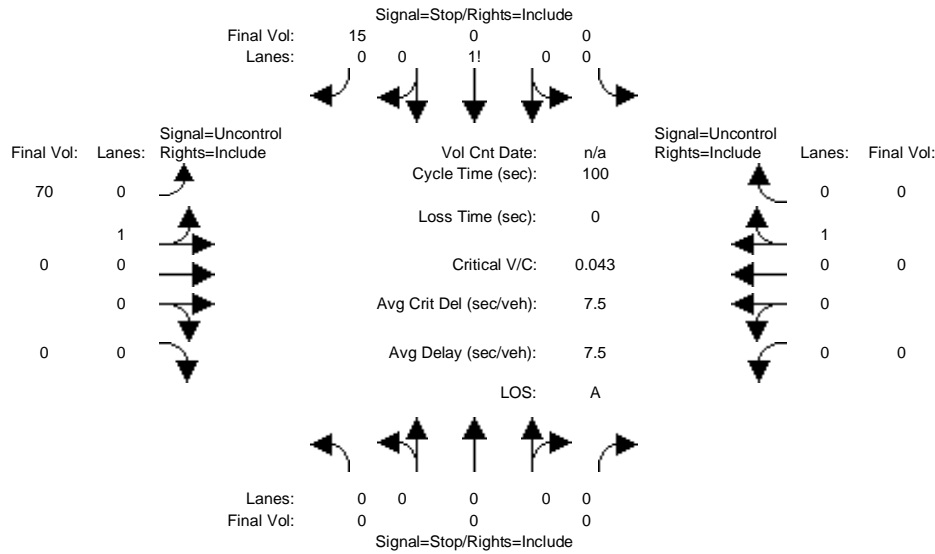 Signal=Stop/Rights=Include
Final Vol: 15 0 0
Lanes: 0 0 1! 0 0
Signal=Uncontrol Signal=Uncontrol
Final Vol: Lanes: Rights=Include Vol Cnt Date: n/a Rights=Include Lanes: Final Vol:
Cycle Time (sec): 100
70 0 0 0
Loss Time (sec): 0
1 1
0 0 Critical V/C: 0.043 0 0
0 Avg Crit Del (sec/veh): 7.5 0
0 0 Avg Delay (sec/veh): 7.5 0 0
LOS: A
Lanes: 0 0 0 0 0
Final Vol: 0 0 0
Signal=Stop/Rights=Include